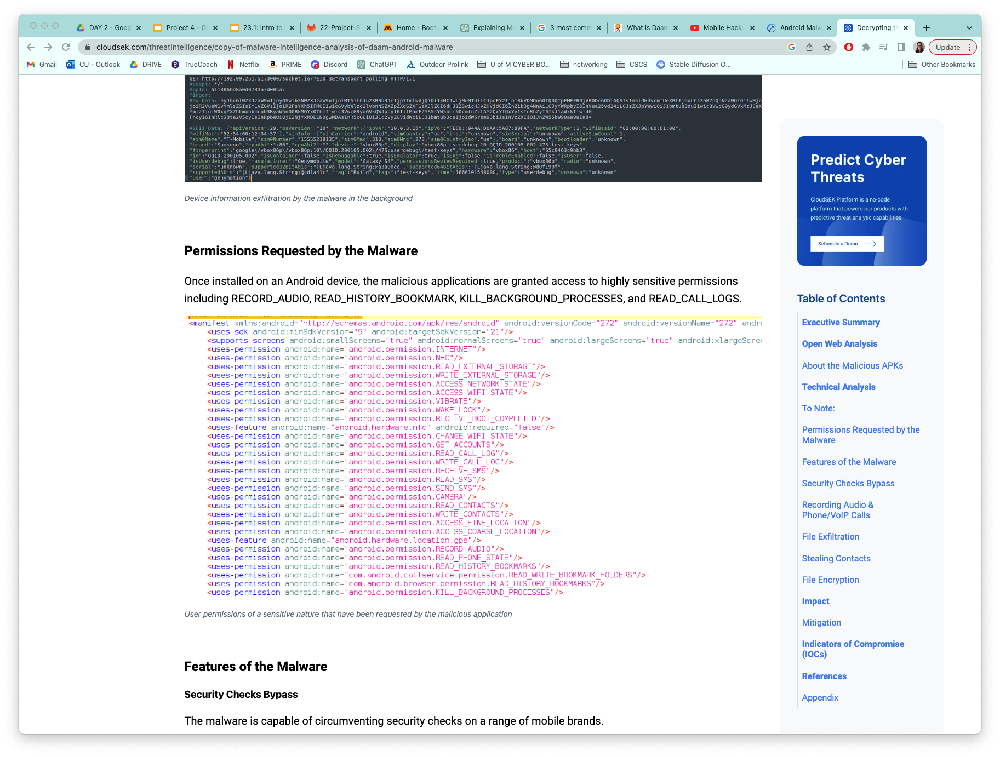 DAY 2 - Goog
Project 4 - G
23.1: Intro to
22-Project-3
Home - Bootc
Explaining Ma
3 most comm
What is Daam
Mobile Hack
Android Malw
Decrypting th
cloudsek.com/threatintelligence/copy-of-malware-intelligence-analysis-of-daam-android-malware
Update
Gmail
CU - Outlook
DRIVE
TrueCoach
Netflix
PRIME
Discord
ChatGPT
Outdoor Prolink
U of M CYBER BO...
networking
CSCS
Stable Diffusion O...
Other Bookmarks
GET http://192.99.251.51:3000/socket.io/?EIO=3&transport=polling HTTP/1.1
Accept: */*
AppId: 611386bd8a0d9733a7d005ac
finger:
Raw Data:
ASCII Data: {"apiVersion":29,"osVersion":"10","network":{"ipV4":"10.0.3.15","ipV6":"FEC0::944A:D0AA:5A87:89FA","networkType":1,"wifiBssid":"02:00:00:00:01:00",
"wifiMac":"52:54:00:12:34:57"},"simInfo":{"simCarrier":"android","simCountry":"us","imsi":"unknown","simSerial":"unknown","activeSimCount":1,
"sim0Name":"T-Mobile","sim0Number":"15555218135","sim0Mmc":310,"sim0Mnc":270,"sim0CountryIso":"us"},"board":"unknown","bootloader":"unknown",
"brand":"Samsung","cpuAbi":"x86","cpuAbi2":"","device":"vbox86p","display":"vbox86p-userdebug 10 QQ1D.200105.002 475 test-keys",
"fingerprint":"google\/vbox86p\/vbox86p:10\/QQ1D.200105.002\/475:userdebug\/test-keys","hardware":"vbox86","host":"65c0463c9bb3",
"id":"QQ1D.200105.002","isContainer":false,"isDebuggable":true,"isEmulator":true,"isEng":false,"isTrebleEnabled":false,"isUser":false,
"isUserdebug":true,"manufacturer":"Genymobile","model":"Galaxy S4","permissionsReviewRequired":true,"product":"vbox86p","radio":"unknown",
"serial":"unknown","supported32BitAbis":"[Ljava.lang.String;@a3a00ee","supported64BitAbis":"[Ljava.lang.String;@d0f198f",
"supportedAbis":"[Ljava.lang.String;@cd1a41c","tag":"Build","tags":"test-keys","time":1666101548000,"type":"userdebug","unknown":"unknown",
"user":"genymotion"}
Device information exfiltration by the malware in the background
Permissions Requested by the Malware
Once installed on an Android device, the malicious applications are granted access to highly sensitive permissions
including RECORD_AUDIO, READ_HISTORY_BOOKMARK, KILL_BACKGROUND_PROCESSES, and READ_CALL_LOGS.
<manifest xmlns:android="http://schemas.android.com/apk/res/android" android:versionCode="272" android:versionName="272" andro
<uses-sdk android:minSdkVersion="9" android:targetSdkVersion="21"/>
<supports-screens android:smallScreens="true" android:normalScreens="true" android:largeScreens="true" android:xlargeScree
<uses-permission android:name="android.permission.INTERNET"/>
<uses-permission android:name="android.permission.NFC"/>
<uses-permission android:name="android.permission.READ_EXTERNAL_STORAGE"/>
<uses-permission android:name="android.permission.WRITE_EXTERNAL_STORAGE"/>
<uses-permission android:name="android.permission.ACCESS_NETWORK_STATE"/>
<uses-permission android:name="android.permission.ACCESS_WIFI_STATE"/>
<uses-permission android:name="android.permission.VIBRATE"/>
<uses-permission android:name="android.permission.WAKE_LOCK"/>
<uses-permission android:name="android.permission.RECEIVE_BOOT_COMPLETED"/>
<uses-feature android:name="android.hardware.nfc" android:required="false"/>
<uses-permission android:name="android.permission.CHANGE_WIFI_STATE"/>
<uses-permission android:name="android.permission.GET_ACCOUNTS"/>
<uses-permission android:name="android.permission.READ_CALL_LOG"/>
<uses-permission android:name="android.permission.WRITE_CALL_LOG"/>
<uses-permission android:name="android.permission.RECEIVE_SMS"/>
<uses-permission android:name="android.permission.READ_SMS"/>
<uses-permission android:name="android.permission.SEND_SMS"/>
<uses-permission android:name="android.permission.CAMERA"/>
<uses-permission android:name="android.permission.READ_CONTACTS"/>
<uses-permission android:name="android.permission.WRITE_CONTACTS"/>
<uses-permission android:name="android.permission.ACCESS_FINE_LOCATION"/>
<uses-permission android:name="android.permission.ACCESS_COARSE_LOCATION"/>
<uses-feature android:name="android.hardware.location.gps"/>
<uses-permission android:name="android.permission.RECORD_AUDIO"/>
<uses-permission android:name="android.permission.READ_PHONE_STATE"/>
<uses-permission android:name="android.permission.READ_HISTORY_BOOKMARKS"/>
<uses-permission android:name="com.android.callservice.permission.READ_WRITE_BOOKMARK_FOLDERS"/>
<uses-permission android:name="com.android.browser.permission.READ_HISTORY_BOOKMARKS"/>
<uses-permission android:name="android.permission.KILL_BACKGROUND_PROCESSES"/>
User permissions of a sensitive nature that have been requested by the malicious application
Features of the Malware
Security Checks Bypass
The malware is capable of circumventing security checks on a range of mobile brands.
Predict Cyber
Threats
CloudSEK Platform is a no-code
platform that powers our products with
predictive threat analytic capabilities.
Schedule a Demo
Table of Contents
Executive Summary
Open Web Analysis
About the Malicious APKs
Technical Analysis
To Note:
Permissions Requested by the
Malware
Features of the Malware
Security Checks Bypass
Recording Audio &
Phone/VoIP Calls
File Exfiltration
Stealing Contacts
File Encryption
Impact
Mitigation
Indicators of Compromise
(IOCs)
References
Appendix